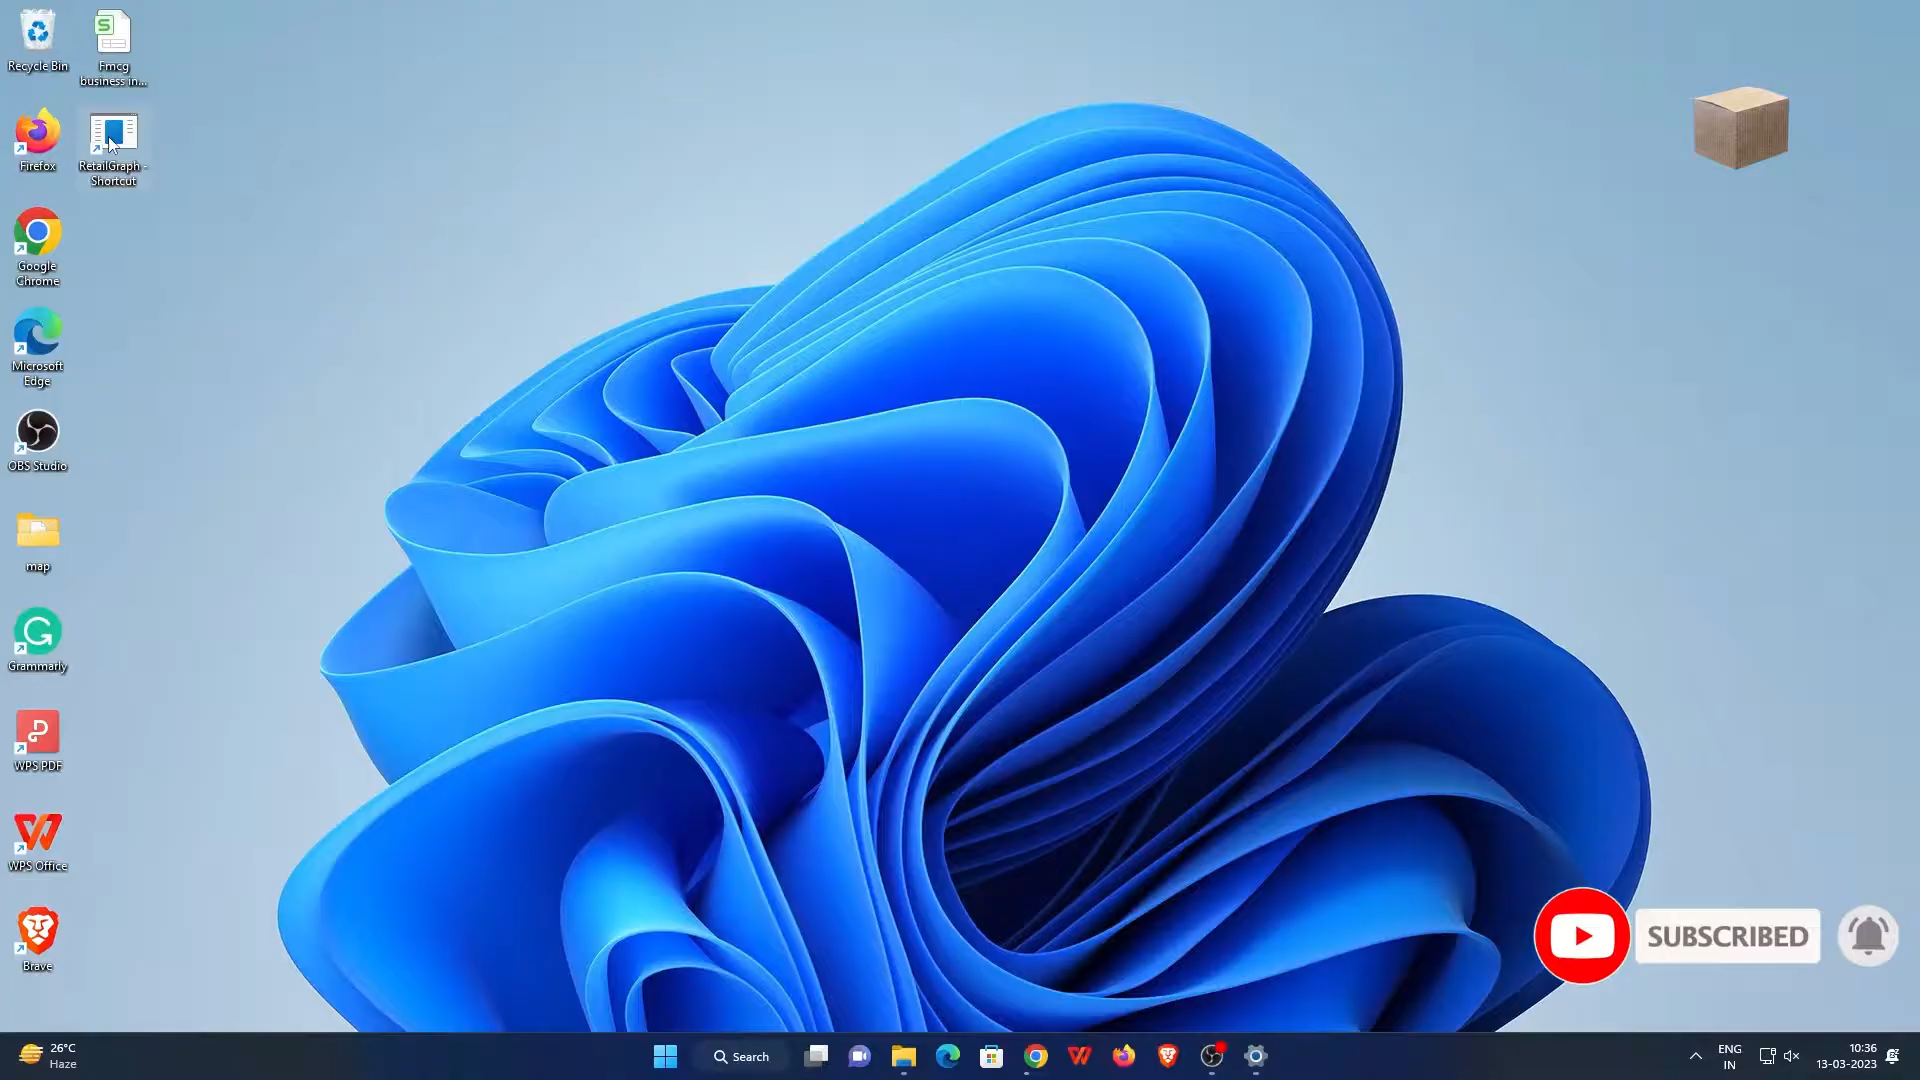 Recycle Bin
Fmcg
business in...
Firefox
RetailGraph -
Shortcut
Google
Chrome
Microsoft
Edge
OBS Studio
map
Grammarly
WPS PDF
WPS Office
Brave
SUBSCRIBED
26°C
Haze
Search
ENG
IN
10:36
13-03-2023